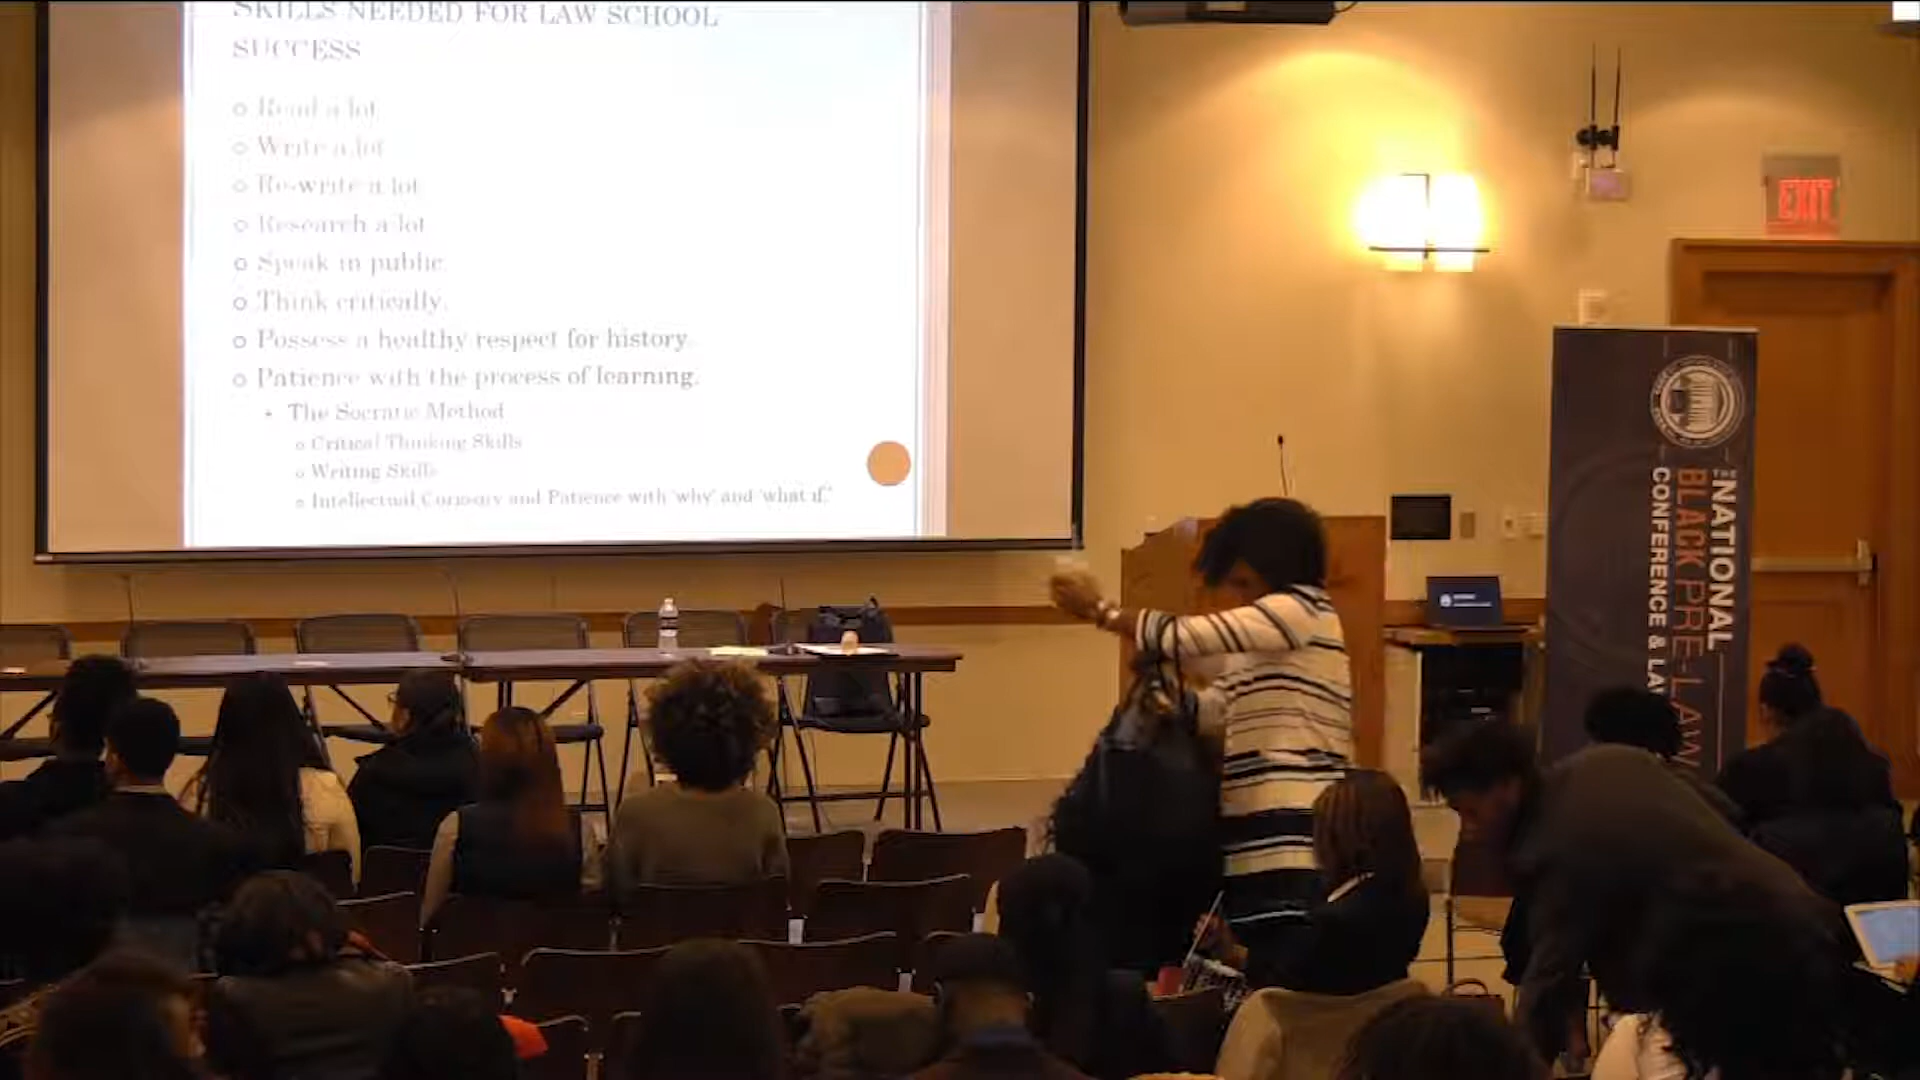 SKILLS NEEDED FOR LAW SCHOOL
SUCCESS
Read a lot
Write a lot
Re-write a lot
Research a lot
Speak in public.
Think critically.
Possess a healthy respect for history.
Patience with the process of learning.
The Socratic Method
Critical Thinking Skills
Writing Skills
Intellectual Curiosity and Patience with 'why' and 'what if.'
EXIT
THE NATIONAL
BLACK PRE-LAW
CONFERENCE & LAW